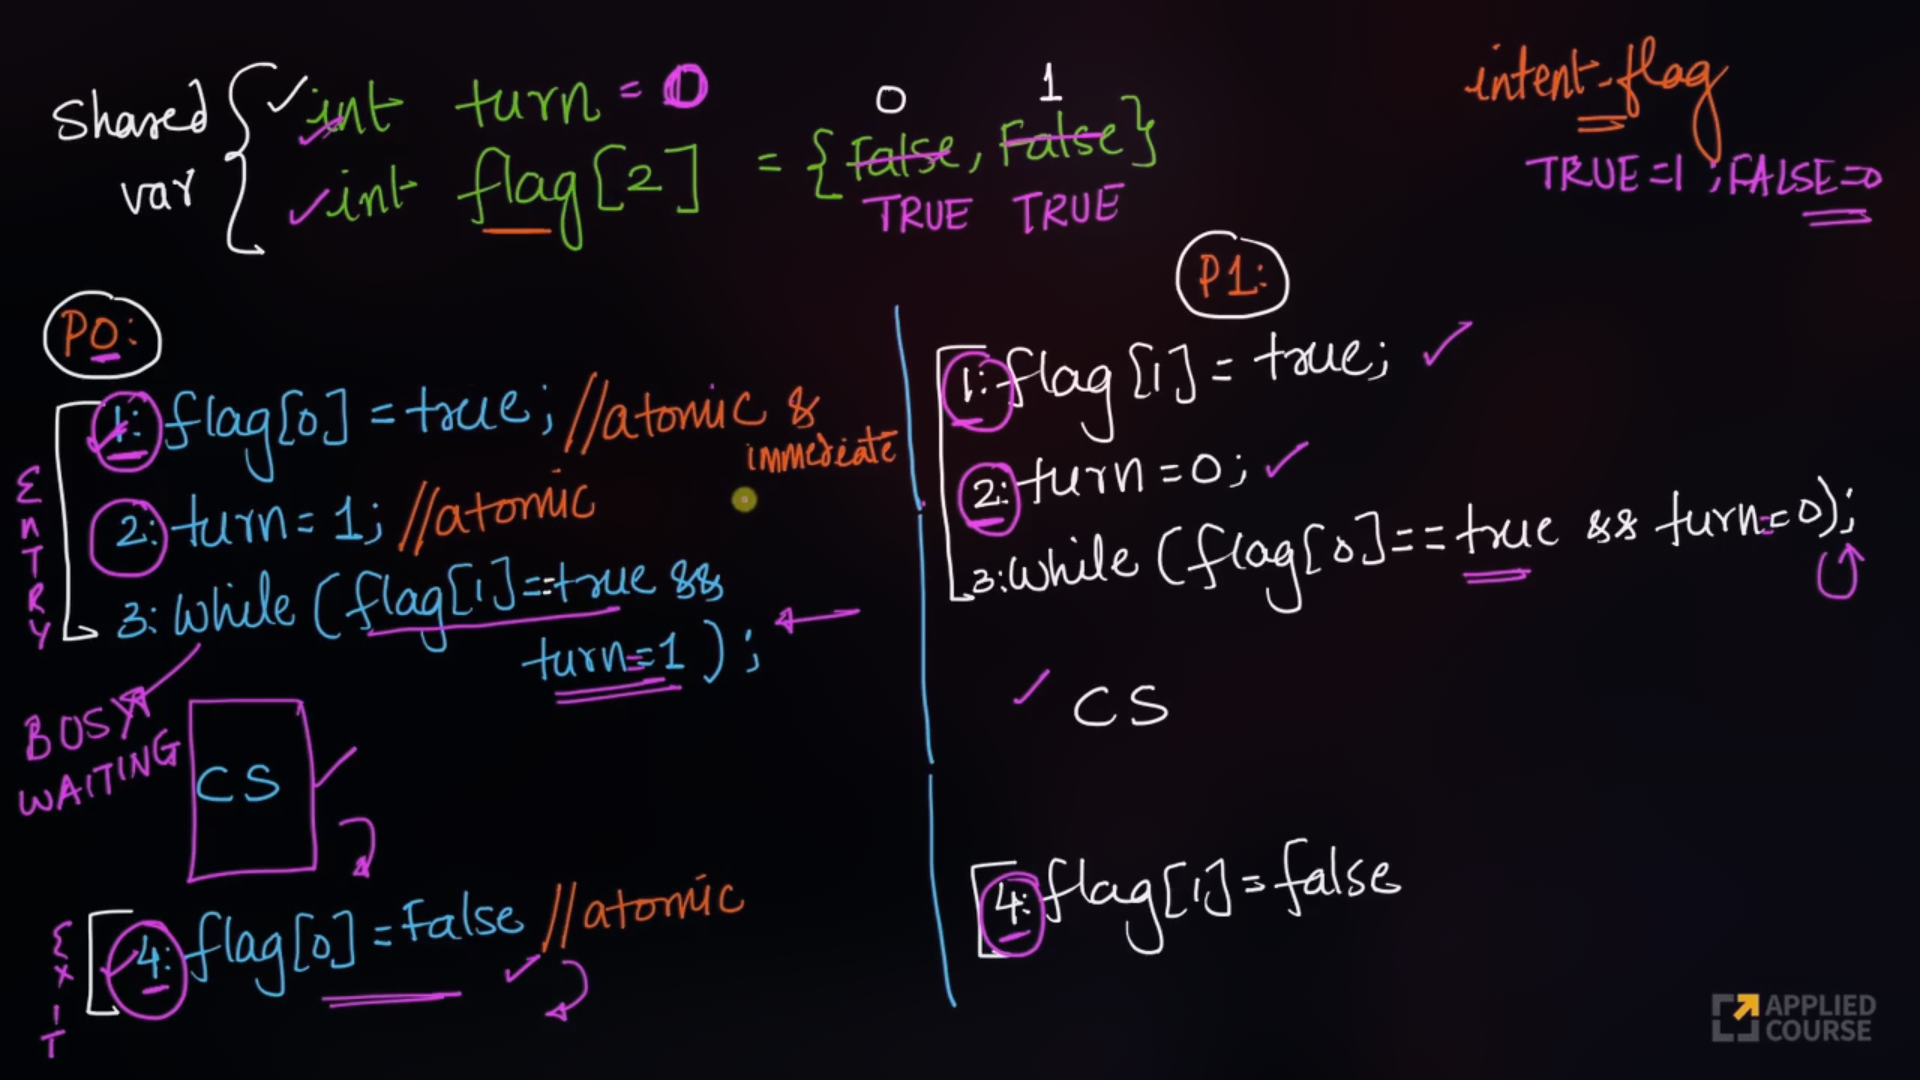 Shared var
int turn = 0
0 1
int flag[2] = {False, False}
TRUE TRUE
intent-flag
TRUE=1 ; FALSE=0
P0:
1: flag[0] = true; //atomic & immediate
2: turn = 1; //atomic
3: while (flag[1]==true &&
turn==1);
ENTRY
BUSY
WAITING
CS
4: flag[0] = False //atomic
EXIT
P1:
1: flag[1] = true;
2: turn = 0;
3: while (flag[0]==true && turn==0);
CS
4: flag[1] = false
APPLIED
COURSE